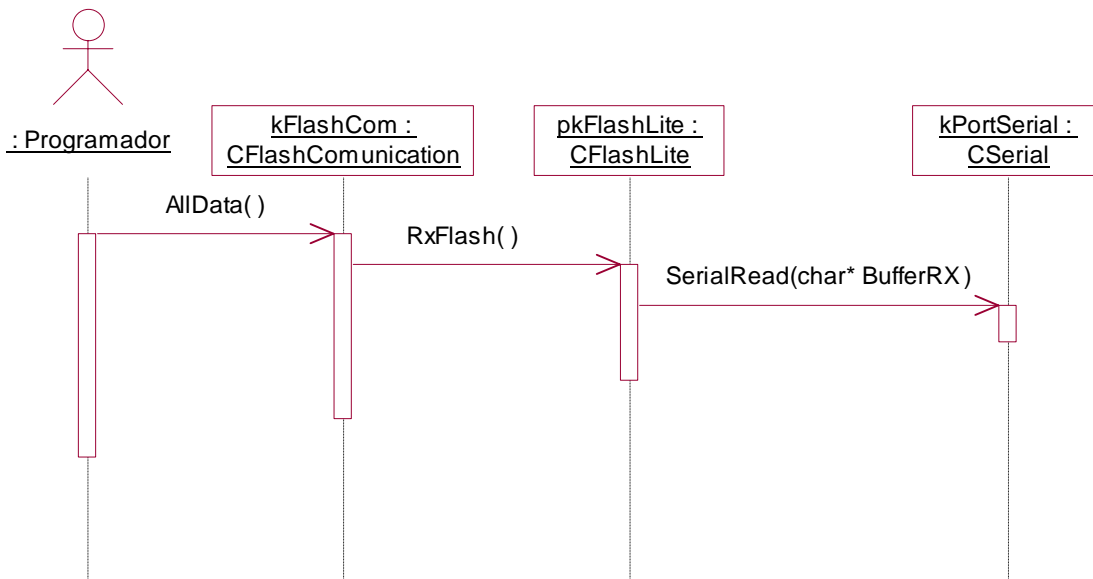 : Programador
kFlashCom :
CFlashComunication
pkFlashLite :
CFlashLite
kPortSerial :
CSerial
AllData( )
RxFlash( )
SerialRead(char* BufferRX)